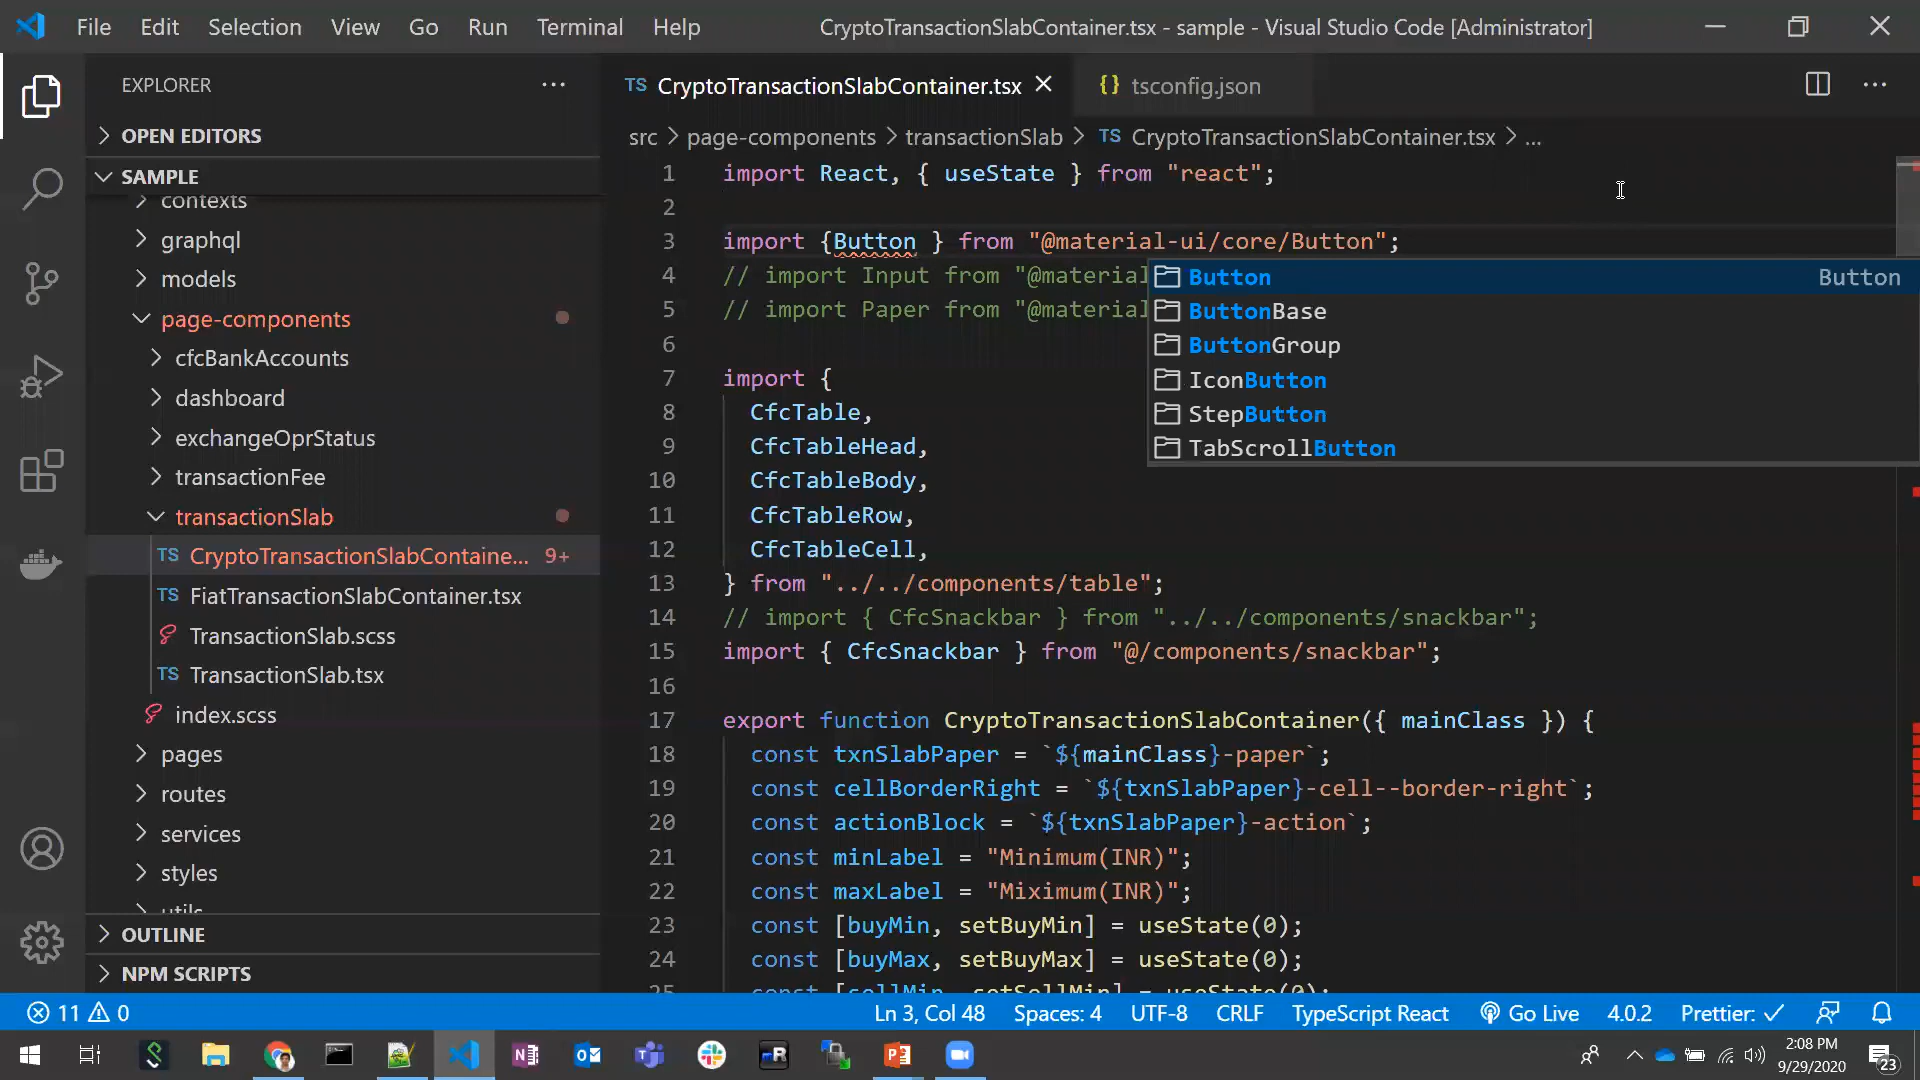 File Edit Selection View Go Run Terminal Help
CryptoTransactionSlabContainer.tsx - sample - Visual Studio Code [Administrator]
EXPLORER
OPEN EDITORS
SAMPLE
contexts
graphql
models
page-components
cfcBankAccounts
dashboard
exchangeOprStatus
transactionFee
transactionSlab
TS CryptoTransactionSlabContaine... 9+
TS FiatTransactionSlabContainer.tsx
TransactionSlab.scss
TS TransactionSlab.tsx
index.scss
pages
routes
services
styles
utils
OUTLINE
NPM SCRIPTS
TS CryptoTransactionSlabContainer.tsx
{} tsconfig.json
src > page-components > transactionSlab > TS CryptoTransactionSlabContainer.tsx > ...
1 import React, { useState } from "react";
2
3 import {Button } from "@material-ui/core/Button";
4 // import Input from "@material
5 // import Paper from "@material
6
7 import {
8 CfcTable,
9 CfcTableHead,
10 CfcTableBody,
11 CfcTableRow,
12 CfcTableCell,
13 } from "../../components/table";
14 // import { CfcSnackbar } from "../../components/snackbar";
15 import { CfcSnackbar } from "@/components/snackbar";
16
17 export function CryptoTransactionSlabContainer({ mainClass }) {
18 const txnSlabPaper = `${mainClass}-paper`;
19 const cellBorderRight = `${txnSlabPaper}-cell--border-right`;
20 const actionBlock = `${txnSlabPaper}-action`;
21 const minLabel = "Minimum(INR)";
22 const maxLabel = "Miximum(INR)";
23 const [buyMin, setBuyMin] = useState(0);
24 const [buyMax, setBuyMax] = useState(0);
25 const [sellMin, setSellMin] = useState(0);
Button Button
ButtonBase
ButtonGroup
IconButton
StepButton
TabScrollButton
11 0
Ln 3, Col 48 Spaces: 4 UTF-8 CRLF TypeScript React Go Live 4.0.2 Prettier: ✓
2:08 PM
9/29/2020
23